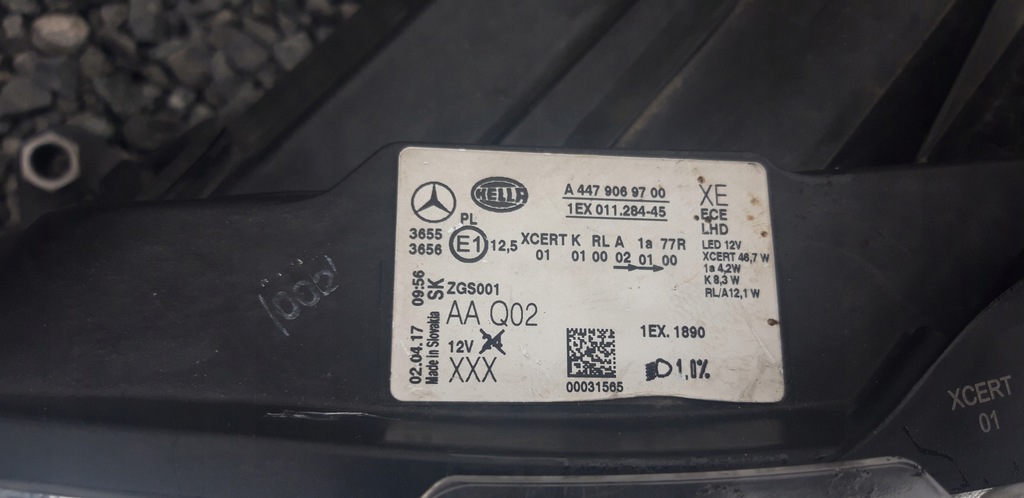 HELLA
A 447 906 97 00
1EX 011.284-45
XE
ECE
LHD
LED 12V
XCERT 46,7 W
1a 4,2W
K 8,3 W
RL/A12,1 W
PL
3655
3656
E1
12,5
XCERT K RL A 1a 77R
01 01 00 02 01 00
02.04.17 09:56
Made in Slovakia SK
ZGS001
AA Q02
12V
XXX
00031565
1EX.1890
1,0%
XCERT
01